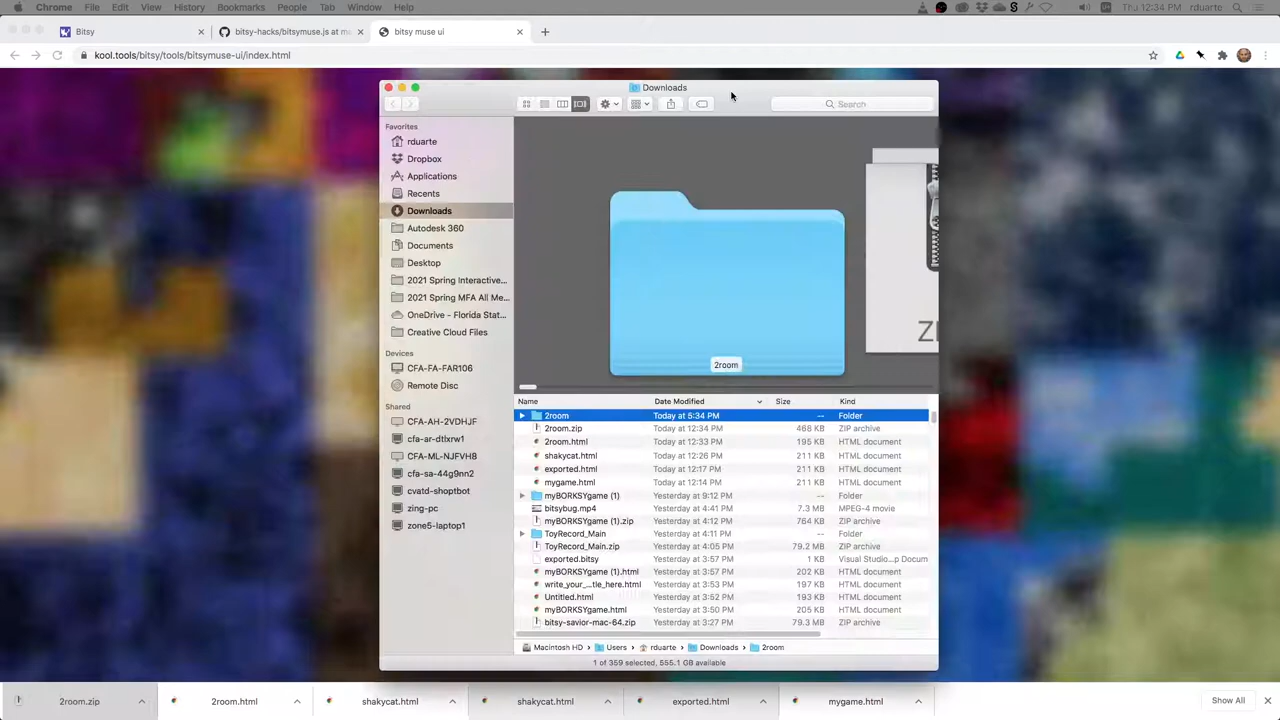 Chrome File Edit View History Bookmarks People Tab Window Help Thu 12:34 PM rduarte
Bitsy bitsy-hacks/bitsymuse.js at mu bitsy muse ui
kool.tools/bitsy/tools/bitsymuse-ui/index.html
Downloads
Search
Favorites
rduarte
Dropbox
Applications
Recents
Downloads
Autodesk 360
Documents
Desktop
2021 Spring Interactive...
2021 Spring MFA All Me...
OneDrive – Florida Stat...
Creative Cloud Files
Devices
CFA-FA-FAR106
Remote Disc
Shared
CFA-AH-2VDHJF
cfa-ar-dtlxrw1
CFA-ML-NJFVHB
cfa-sa-44g9nn2
cvatd-shoptbot
zing-pc
zone5-laptop1
ZI
2room
Name Date Modified Size Kind
2room Today at 5:34 PM -- Folder
2room.zip Today at 12:34 PM 468 KB ZIP archive
2room.html Today at 12:33 PM 195 KB HTML document
shakycat.html Today at 12:26 PM 211 KB HTML document
exported.html Today at 12:17 PM 211 KB HTML document
mygame.html Today at 12:14 PM 211 KB HTML document
myBORKSYgame (1) Yesterday at 9:12 PM -- Folder
bitsybug.mp4 Yesterday at 4:41 PM 7.3 MB MPEG-4 movie
myBORKSYgame (1).zip Yesterday at 4:12 PM 764 KB ZIP archive
ToyRecord_Main Yesterday at 4:11 PM -- Folder
ToyRecord_Main.zip Yesterday at 4:05 PM 79.2 MB ZIP archive
exported.bitsy Yesterday at 3:57 PM 1 KB Visual Studio...p Docum
myBORKSYgame (1).html Yesterday at 3:57 PM 202 KB HTML document
write_your_...tle_here.html Yesterday at 3:53 PM 197 KB HTML document
Untitled.html Yesterday at 3:52 PM 193 KB HTML document
myBORKSYgame.html Yesterday at 3:50 PM 205 KB HTML document
bitsy-savior-mac-64.zip Yesterday at 3:27 PM 79.3 MB ZIP archive
Macintosh HD Users rduarte Downloads 2room
1 of 359 selected, 555.1 GB available
2room.zip 2room.html shakycat.html shakycat.html exported.html mygame.html Show All